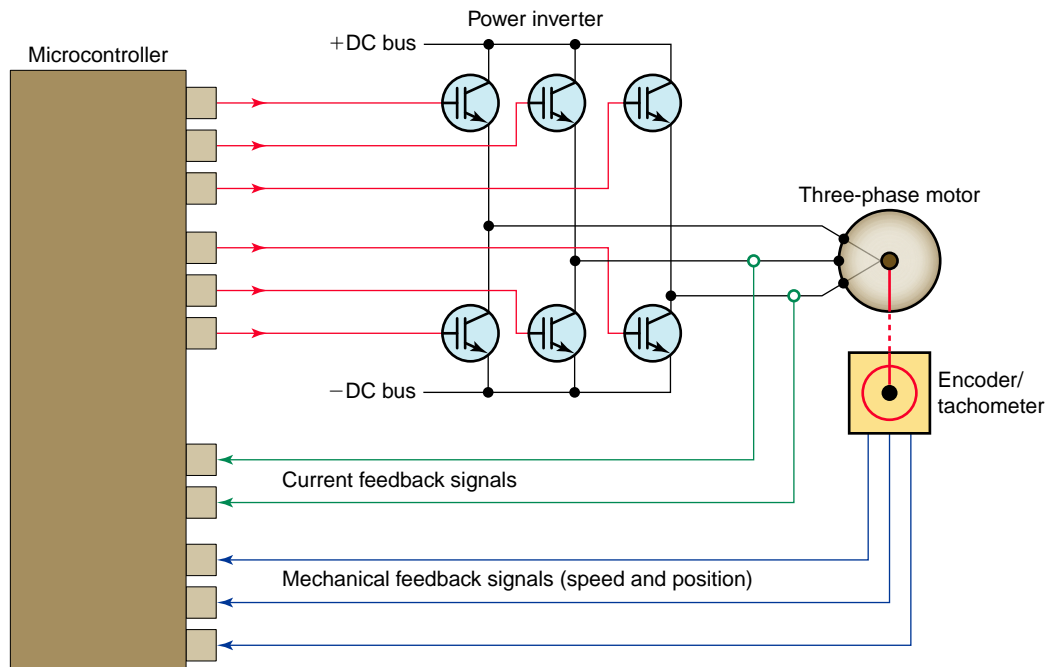 Power inverter
+DC bus
Microcontroller
Three-phase motor
−DC bus
Encoder/
tachometer
Current feedback signals
Mechanical feedback signals (speed and position)